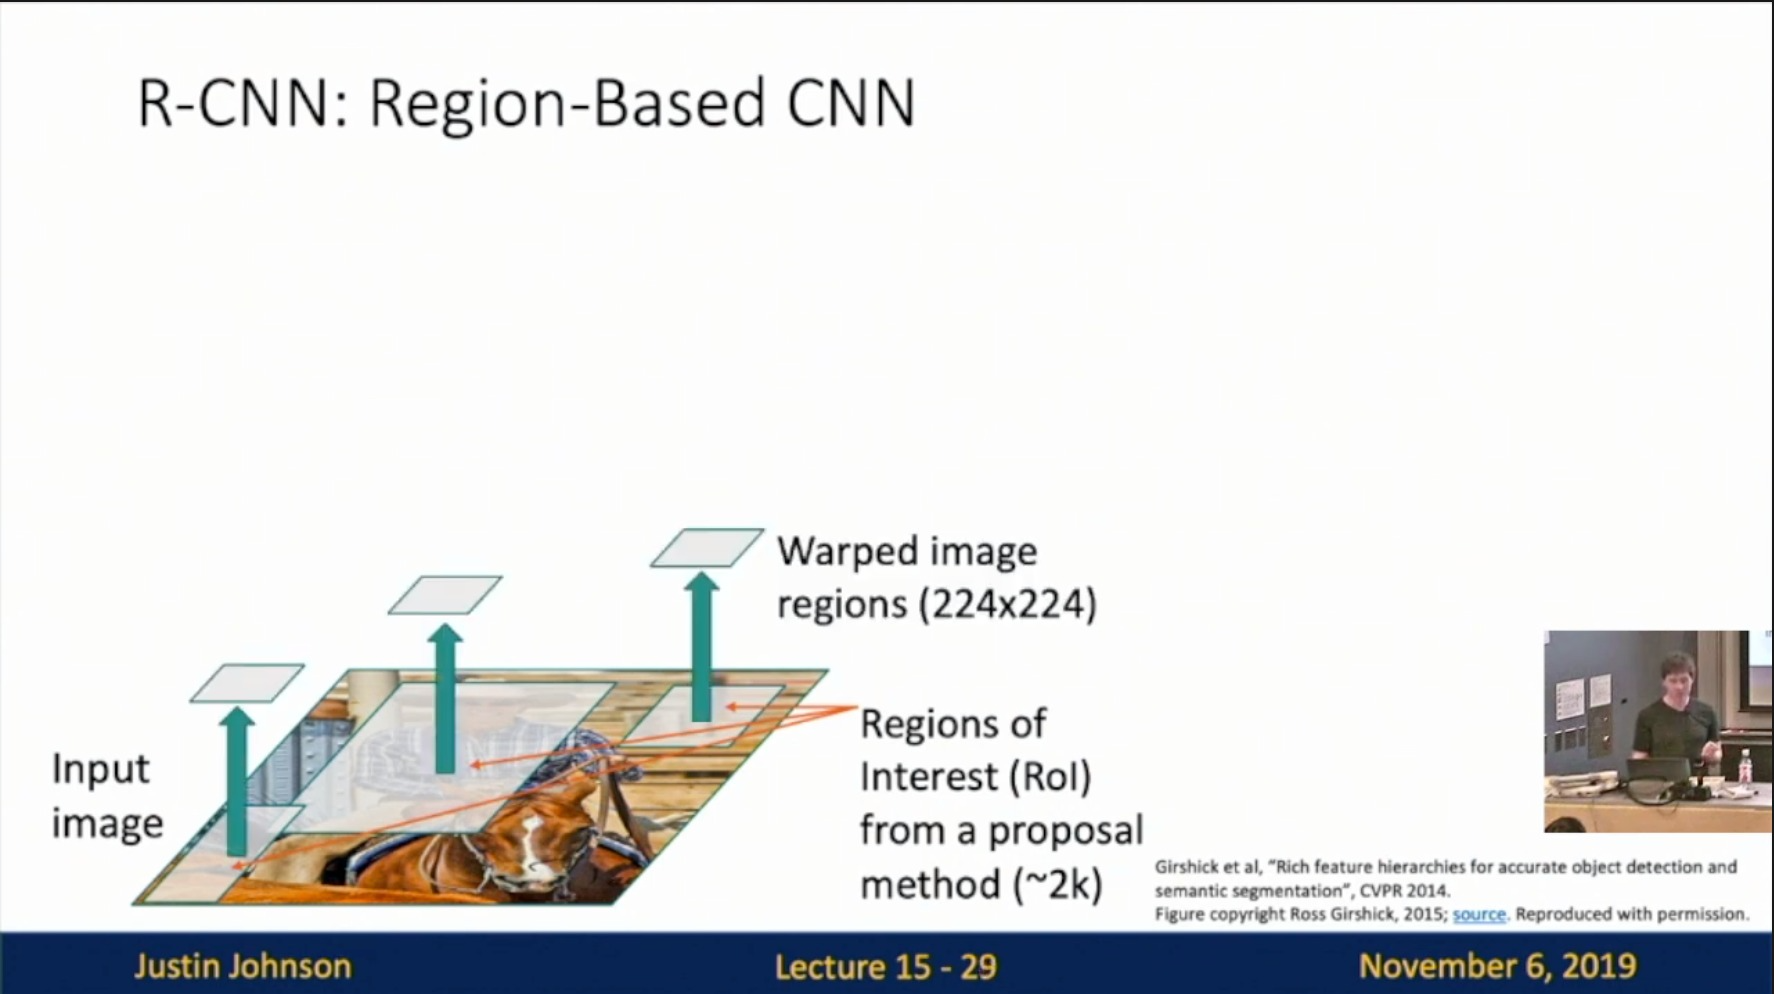 R-CNN: Region-Based CNN
Warped image
regions (224x224)
Input
image
Regions of
Interest (RoI)
from a proposal
method (~2k)
Girshick et al, "Rich feature hierarchies for accurate object detection and
semantic segmentation", CVPR 2014.
Figure copyright Ross Girshick, 2015; source. Reproduced with permission.
Justin Johnson
Lecture 15 - 29
November 6, 2019